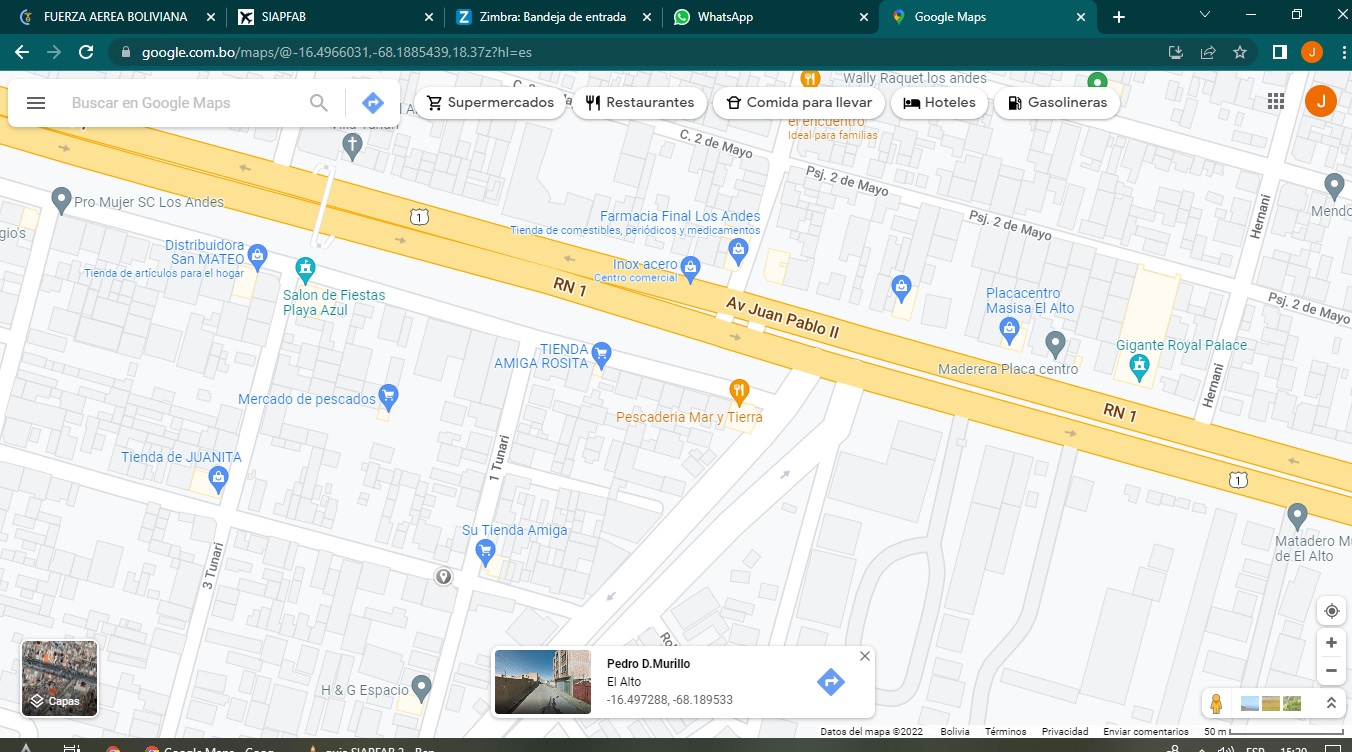 FUERZA AEREA BOLIVIANA
SIAPFAB
Zimbra: Bandeja de entrada
WhatsApp
Google Maps
google.com.bo/maps/@-16.4966031,-68.1885439,18.37z?hl=es
J
Buscar en Google Maps
Supermercados
Restaurantes
Comida para llevar
Hoteles
Gasolineras
J
Wally Raquet los andes
el encuentro
Ideal para familias
C. 2 de Mayo
Psj. 2 de Mayo
Psj. 2 de Mayo
Psj. 2 de Mayo
Hernani
Pro Mujer SC Los Andes
1
Farmacia Final Los Andes
Tienda de comestibles, periódicos y medicamentos
Distribuidora
San MATEO
Tienda de artículos para el hogar
Inox acero
Centro comercial
Salon de Fiestas
Playa Azul
RN 1
Av Juan Pablo II
Placacentro
Masisa El Alto
Maderera Placa centro
Gigante Royal Palace
TIENDA
AMIGA ROSITA
Hernani
Mercado de pescados
Pescaderia Mar y Tierra
RN 1
1 Tunari
Tienda de JUANITA
1
Su Tienda Amiga
3 Tunari
Matadero
de El Alto
H & G Espacio
Capas
Pedro D.Murillo
El Alto
-16.497288, -68.189533
Datos del mapa ©2022
Bolivia
Términos
Privacidad
Enviar comentarios
50 m